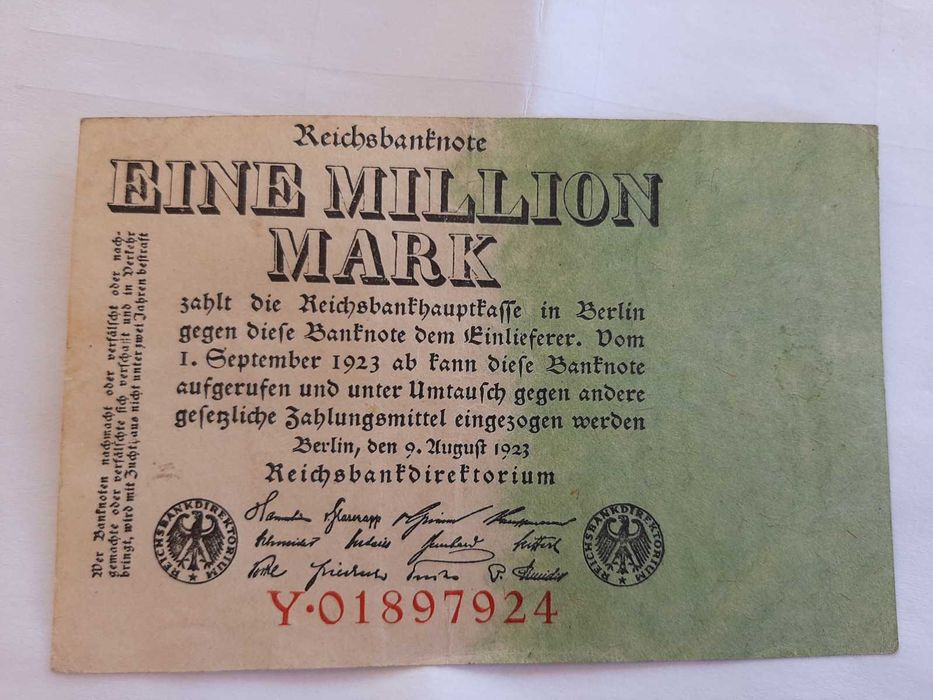 Reichsbanknote
EINE MILLION
MARK
zahlt die Reichsbankhauptkasse in Berlin
gegen diese Banknote dem Einlieferer. Vom
1. September 1923 ab kann diese Banknote
aufgerufen und unter Umtausch gegen andere
gesetzliche Zahlungsmittel eingezogen werden
Berlin, den 9. August 1923
Reichsbankdirektorium
REICHSBANKDIREKTORIUM
REICHSBANKDIREKTORIUM
Y·01897924
Wer Banknoten nachmacht oder verfälscht oder nach-
gemachte oder verfälschte sich verschafft und in Verkehr
bringt, wird mit Zuchthaus nicht unter zwei Jahren bestraft